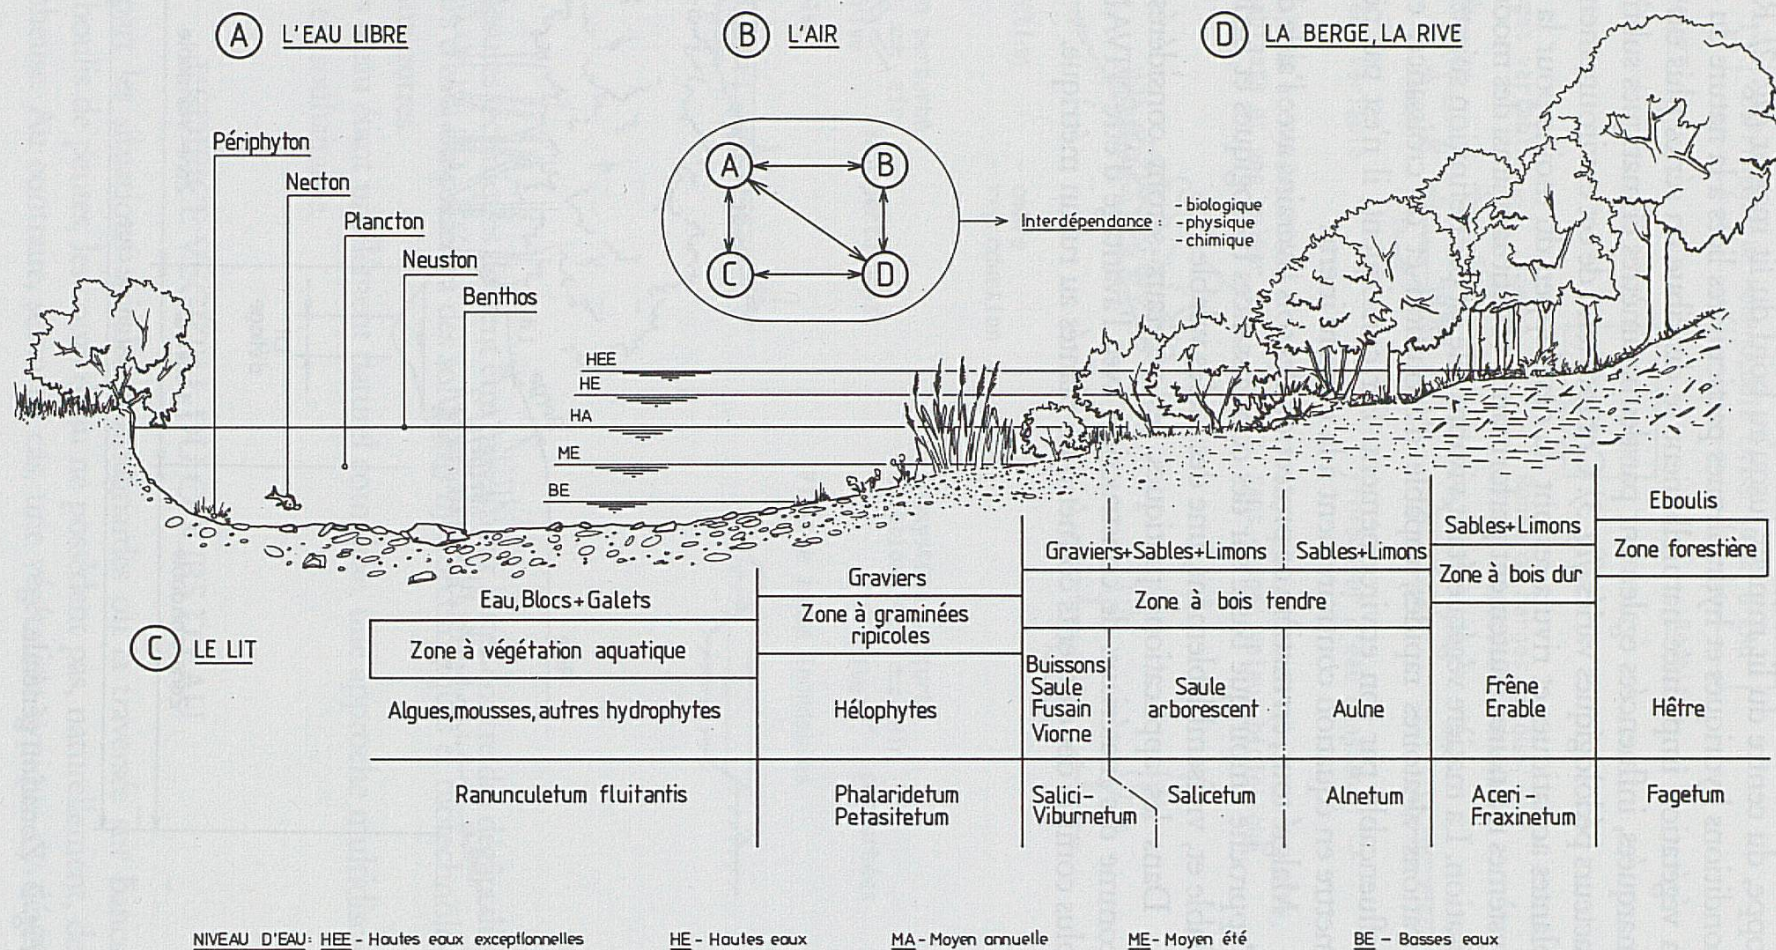 A L'EAU LIBRE
B L'AIR
D LA BERGE, LA RIVE
Périphyton
Necton
Plancton
Neuston
Benthos
A
B
C
D
Interdépendance :
- biologique
- physique
- chimique
HEE
HE
HA
ME
BE
C LE LIT
Eau, Blocs+Galets
Zone à végétation aquatique
Algues, mousses, autres hydrophytes
Ranunculetum fluitantis
Graviers
Zone à graminées
ripicoles
Hélophytes
Phalaridetum
Petasitetum
Graviers+Sables+Limons
Sables+Limons
Zone à bois tendre
Buissons
Saule
Fusain
Viorne
Salici-
Viburnetum
Saule
arborescent
Salicetum
Aulne
Alnetum
Sables+Limons
Zone à bois dur
Frêne
Erable
Aceri-
Fraxinetum
Eboulis
Zone forestière
Hêtre
Fagetum
NIVEAU D'EAU: HEE - Hautes eaux exceptionnelles HE - Hautes eaux MA - Moyen annuelle ME - Moyen été BE - Basses eaux